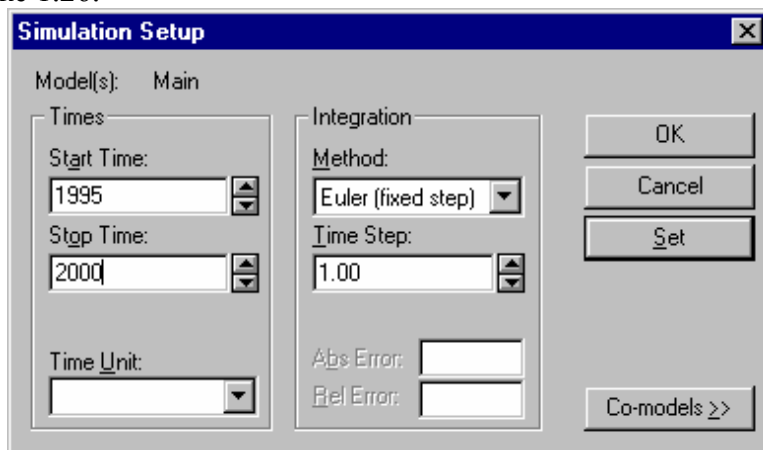 Simulation Setup
Model(s): Main
Times
Start Time:
1995
Stop Time:
2000
Time Unit:
Integration
Method:
Euler (fixed step)
Time Step:
1.00
Abs Error:
Rel Error:
OK
Cancel
Set
Co-models >>